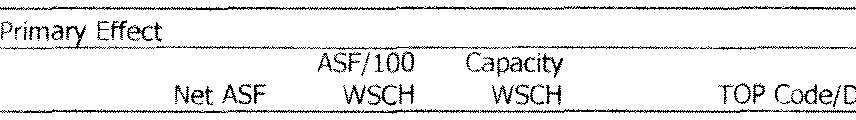 Primary Effect
ASF/100 Capacity
Net ASF WSCH WSCH TOP Code/D